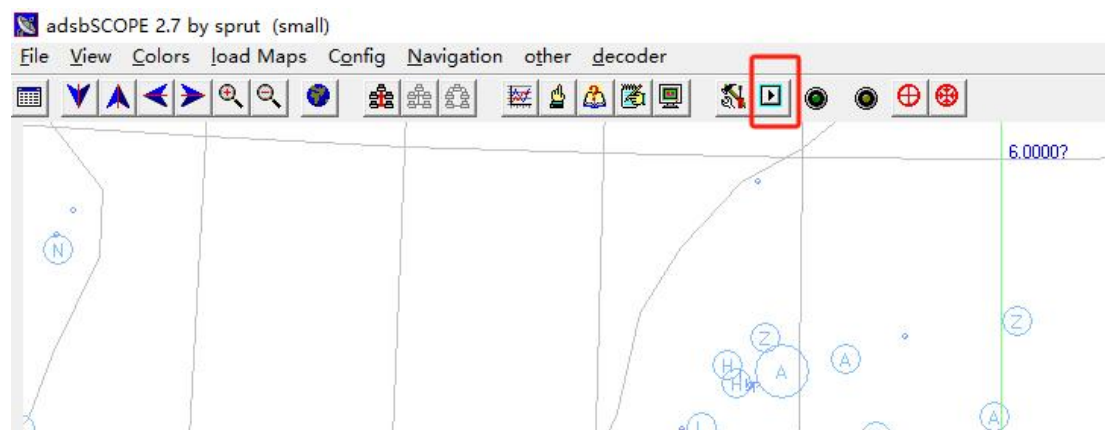 adsbSCOPE 2.7 by sprut (small)
File View Colors load Maps Config Navigation other decoder
6.0000?
N
Z
Z
H
A
A
H
A